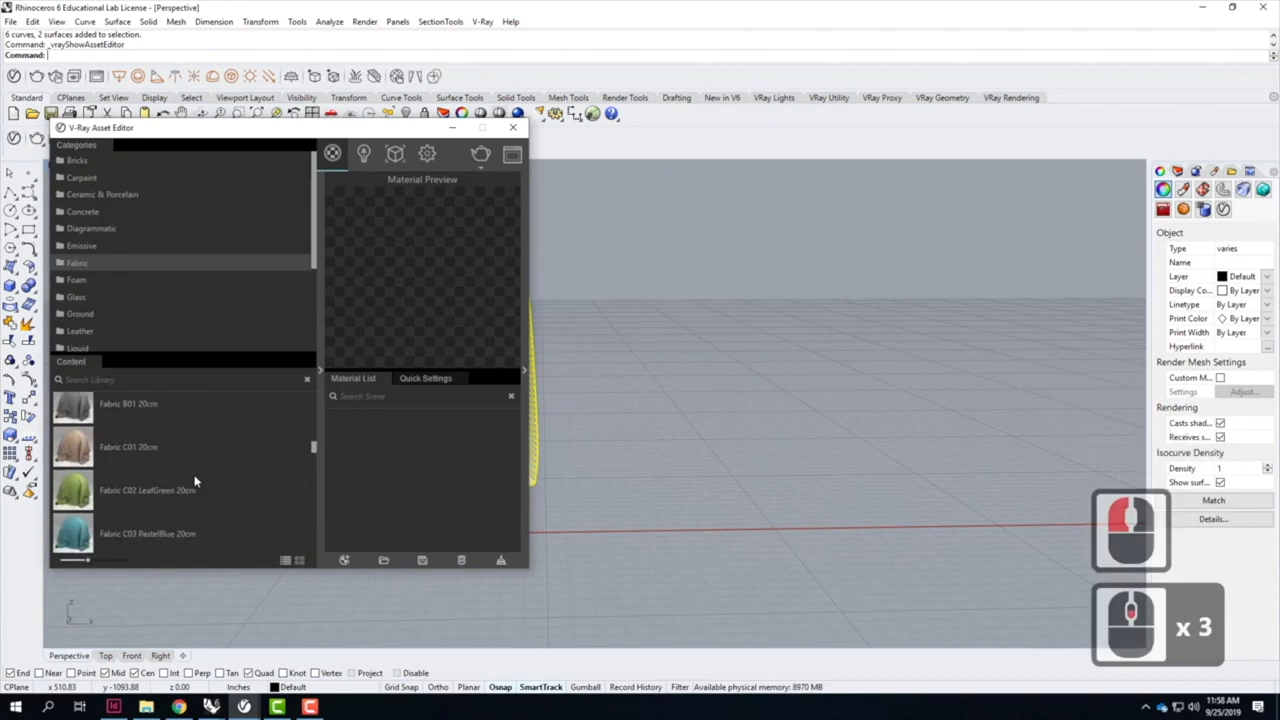 Rhinoceros 6 Educational Lab License - [Perspective]
File Edit View Curve Surface Solid Mesh Dimension Transform Tools Analyze Render Panels SectionTools V-Ray Help
6 curves, 2 surfaces added to selection.
Command: _vrayShowAssetEditor
Command:
Standard CPlanes Set View Display Select Viewport Layout Visibility Transform Curve Tools Surface Tools Solid Tools Mesh Tools Render Tools Drafting New in V6 VRay Lights VRay Utility VRay Proxy VRay Geometry VRay Rendering
V-Ray Asset Editor
Categories
Bricks
Carpaint
Ceramic & Porcelain
Concrete
Diagrammatic
Emissive
Fabric
Foam
Glass
Ground
Leather
Liquid
Content
Search Library
Fabric B01 20cm
Fabric C01 20cm
Fabric C02 LeafGreen 20cm
Fabric C03 PastelBlue 20cm
Material Preview
Material List Quick Settings
Search Scene
Object
Type varies
Name
Layer Default
Display Co... By Layer
Linetype By Layer
Print Color By Layer
Print Width By Layer
Hyperlink ...
Render Mesh Settings
Custom M...
Settings Adjust...
Rendering
Casts shad...
Receives s...
Isocurve Density
Density 1
Show surf...
Match
Details...
x 3
z
y x
Perspective Top Front Right
End Near Point Mid Cen Int Perp Tan Quad Knot Vertex Project Disable
CPlane x 510.83 y -1093.88 z 0.00 Inches Default Grid Snap Ortho Planar Osnap SmartTrack Gumball Record History Filter Available physical memory: 8970 MB
Id
11:58 AM
9/25/2019